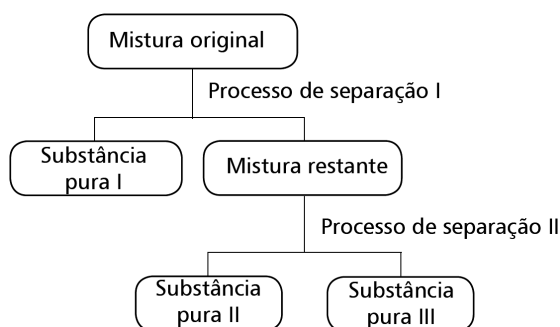 Mistura original
Processo de separação I
Substância
pura I
Mistura restante
Processo de separação II
Substância
pura II
Substância
pura III